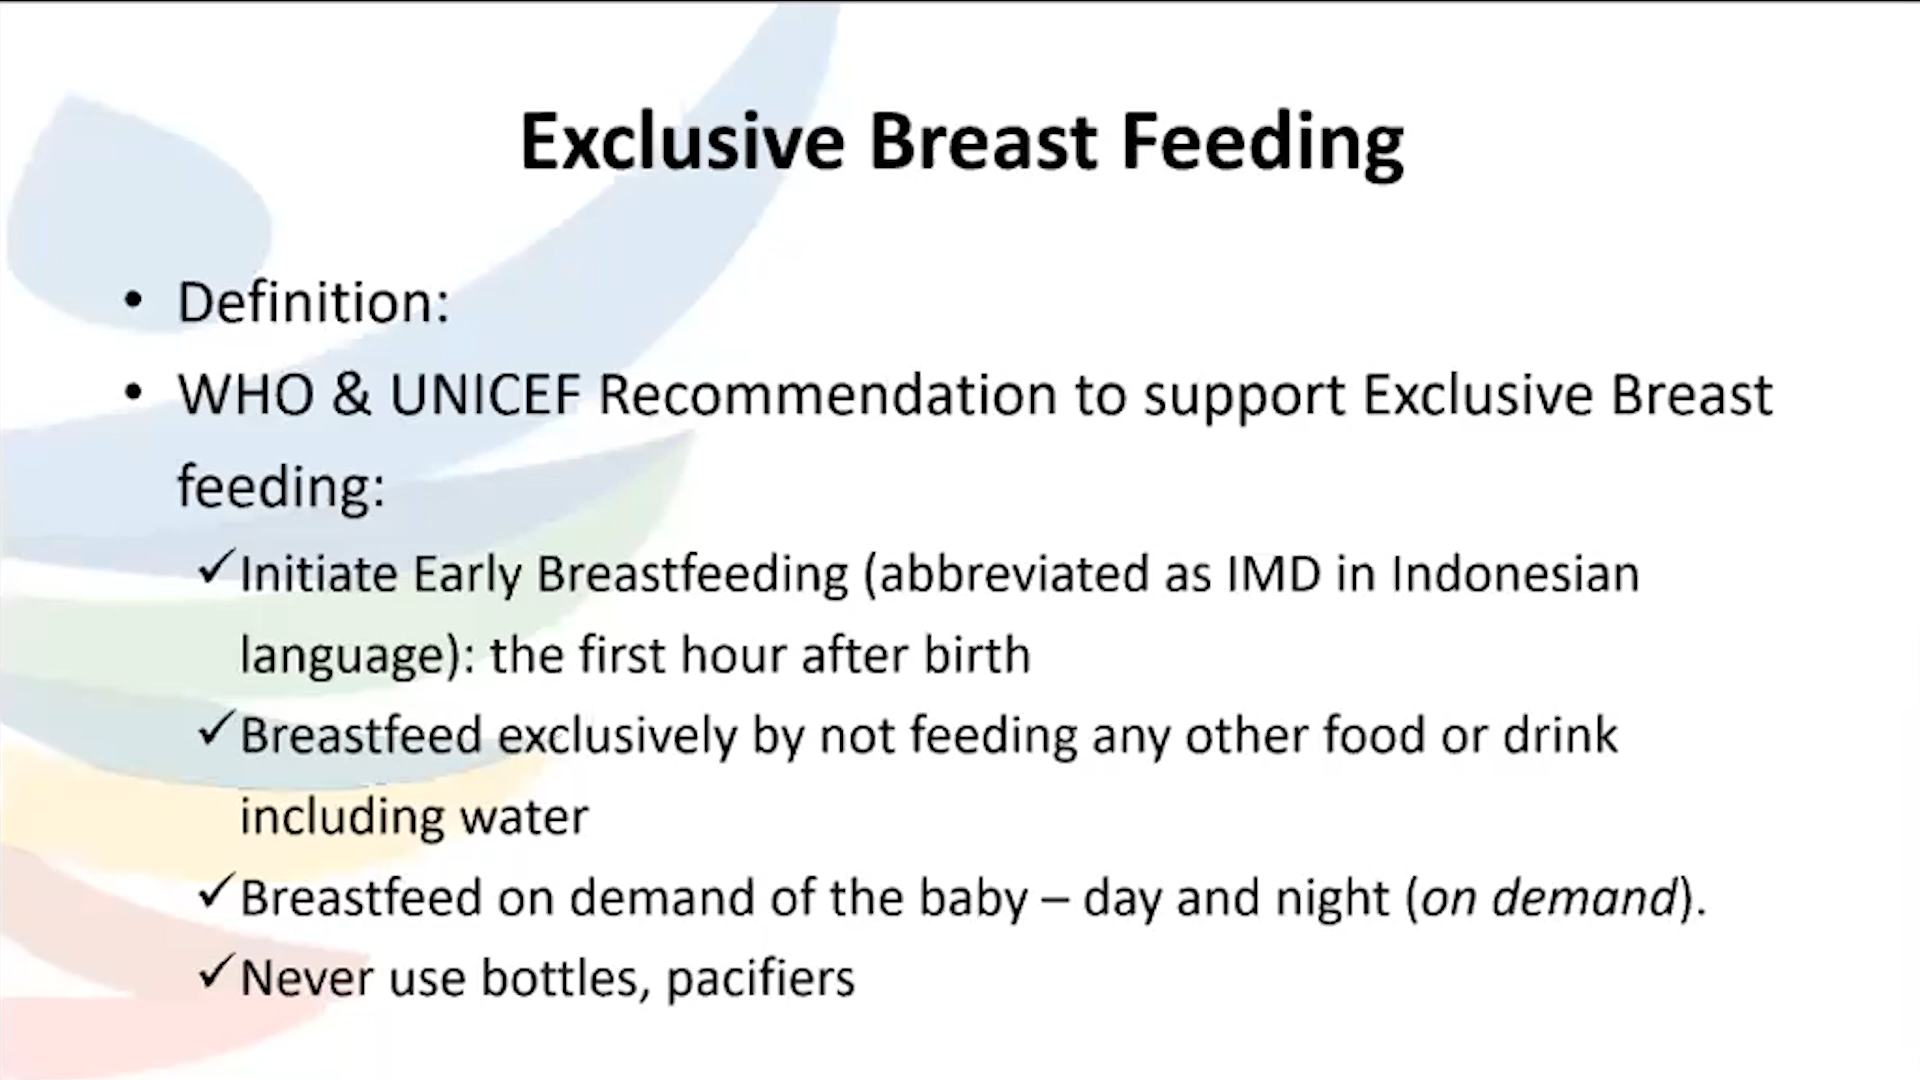 Exclusive Breast Feeding
• Definition:
• WHO & UNICEF Recommendation to support Exclusive Breast
feeding:
✓Initiate Early Breastfeeding (abbreviated as IMD in Indonesian
language): the first hour after birth
✓Breastfeed exclusively by not feeding any other food or drink
including water
✓Breastfeed on demand of the baby – day and night (on demand).
✓Never use bottles, pacifiers